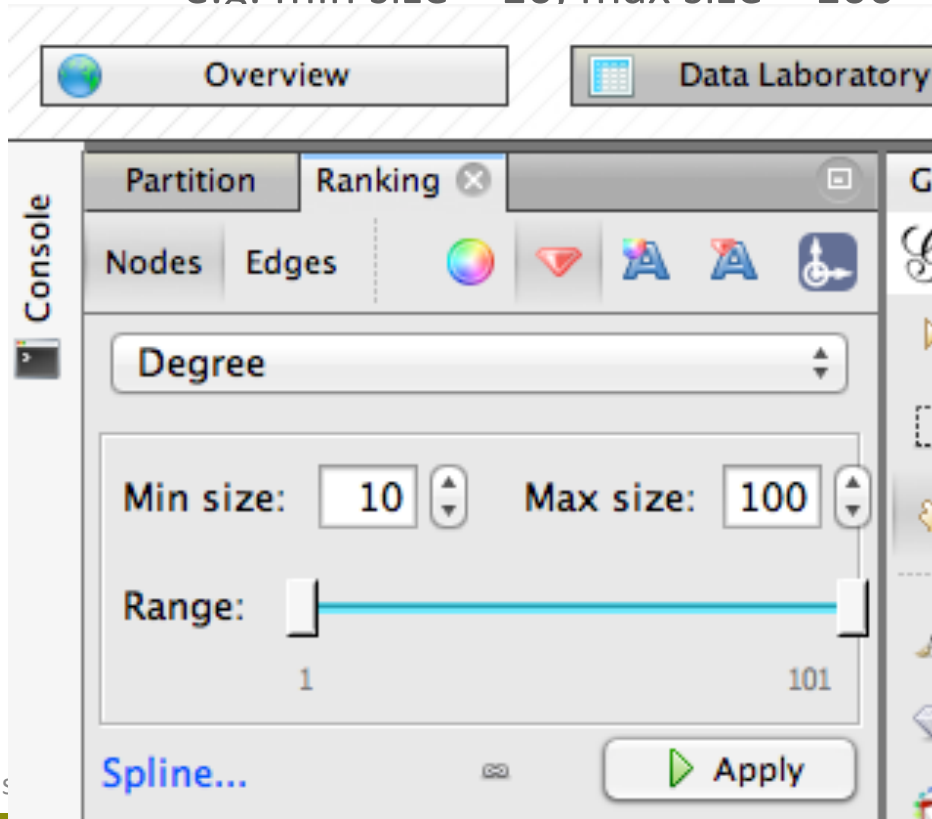 Overview
Data Laboratory
Console
Partition Ranking
Nodes Edges
Degree
Min size: 10 Max size: 100
Range:
1 101
Spline... Apply